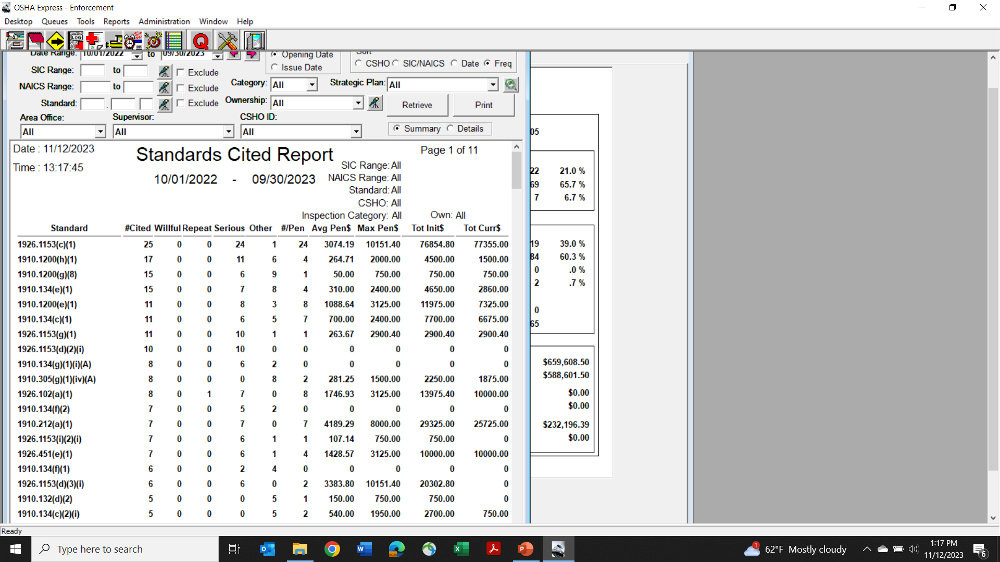 OSHA Express - Enforcement
Desktop Queues Tools Reports Administration Window Help
LOG
Date Range: 10/01/2022 to 09/30/2023 Opening Date Sort
Issue Date CSHO SIC/NAICS Date Freq
SIC Range: to Exclude
NAICS Range: to Exclude Category: All Strategic Plan: All
Standard: . Exclude Ownership: All Retrieve Print
Area Office: Supervisor: CSHO ID:
All All All Summary Details
Date : 11/12/2023 Standards Cited Report Page 1 of 11
Time : 13:17:45 SIC Range: All
10/01/2022 - 09/30/2023 NAICS Range: All
Standard: All
CSHO: All
Inspection Category: All Own: All
Standard #Cited Willful Repeat Serious Other #/Pen Avg Pen$ Max Pen$ Tot Init$ Tot Curr$
1926.1153(c)(1) 25 0 0 24 1 24 3074.19 10151.40 76854.80 77355.00
1910.1200(h)(1) 17 0 0 11 6 4 264.71 2000.00 4500.00 1500.00
1910.1200(g)(8) 15 0 0 6 9 1 50.00 750.00 750.00 750.00
1910.134(e)(1) 15 0 0 7 8 4 310.00 2400.00 4650.00 2860.00
1910.1200(e)(1) 11 0 0 8 3 8 1088.64 3125.00 11975.00 7325.00
1910.134(c)(1) 11 0 0 6 5 7 700.00 2400.00 7700.00 6675.00
1926.1153(g)(1) 11 0 0 10 1 1 263.67 2900.40 2900.40 2900.40
1926.1153(d)(2)(i) 10 0 0 10 0 0 0 0 0 0
1910.134(g)(1)(i)(A) 8 0 0 6 2 0 0 0 0 0
1910.305(g)(1)(iv)(A) 8 0 0 0 8 2 281.25 1500.00 2250.00 1875.00
1926.102(a)(1) 8 0 1 7 0 8 1746.93 3125.00 13975.40 10000.00
1910.134(f)(2) 7 0 0 5 2 0 0 0 0 0
1910.212(a)(1) 7 0 0 7 0 7 4189.29 8000.00 29325.00 25725.00
1926.1153(i)(2)(i) 7 0 0 6 1 1 107.14 750.00 750.00 0
1926.451(e)(1) 7 0 0 6 1 4 1428.57 3125.00 10000.00 10000.00
1910.134(f)(1) 6 0 0 2 4 0 0 0 0 0
1926.1153(d)(3)(i) 6 0 0 6 0 2 3383.80 10151.40 20302.80 0
1910.132(d)(2) 5 0 0 0 5 1 150.00 750.00 750.00 0
1910.134(c)(2)(i) 5 0 0 0 5 2 540.00 1950.00 2700.00 750.00
05
22 21.0 %
69 65.7 %
7 6.7 %
19 39.0 %
84 60.3 %
0 .0 %
2 .7 %
0
65
$659,608.50
$588,601.50
$0.00
$0.00
$232,196.39
$0.00
Ready
Type here to search
1
62°F Mostly cloudy
1:17 PM
11/12/2023
6